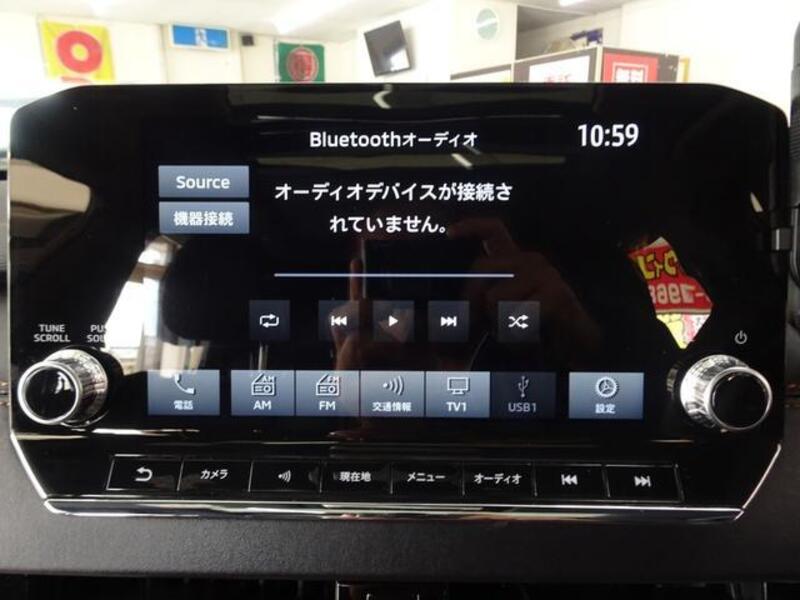 Bluetoothオーディオ
10:59
Source
オーディオデバイスが接続さ
れていません。
機器接続
TUNE
SCROLL
電話
AM
FM
交通情報
TV1
USB1
設定
カメラ
現在地
メニュー
オーディオ